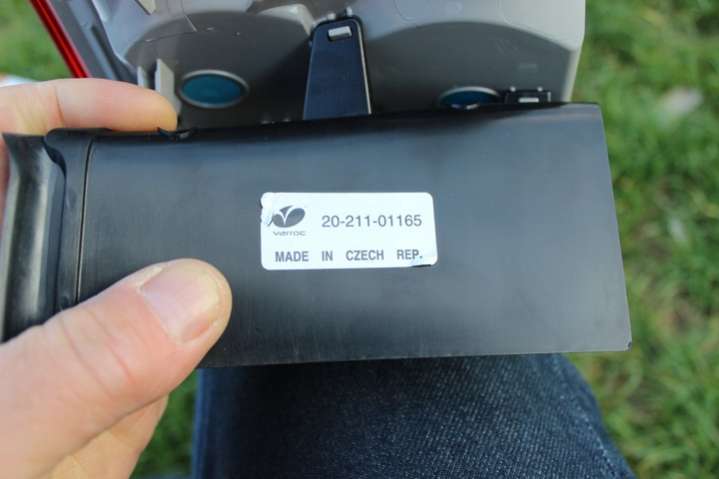 varroc
20-211-01165
MADE IN CZECH REP.